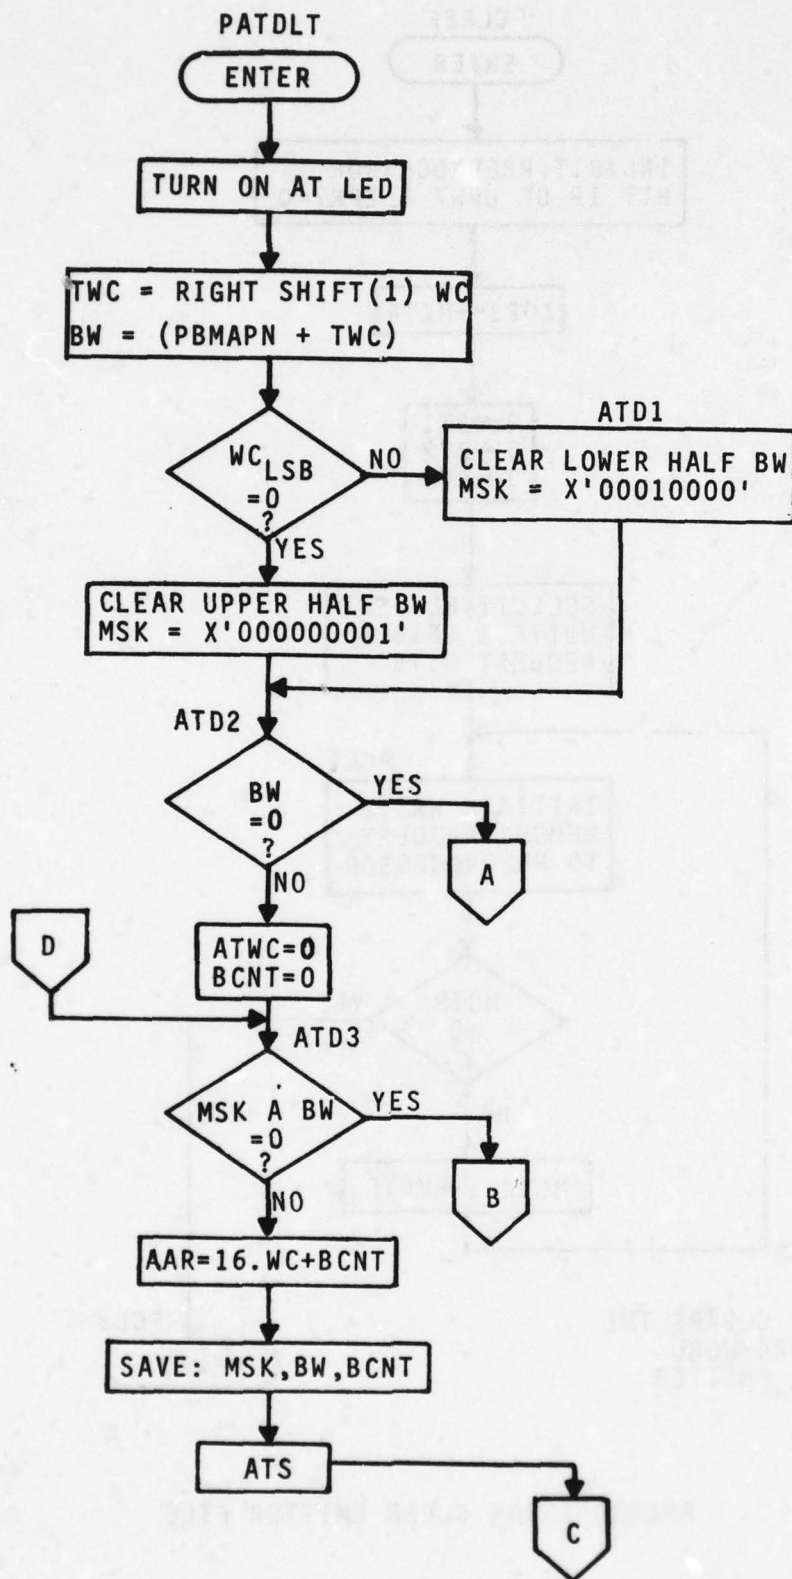 PATDLT
ENTER
TURN ON AT LED
TWC = RIGHT SHIFT(1) WC
BW = (PBMAPN + TWC)
WC LSB
=0
?
NO
YES
ATD1
CLEAR LOWER HALF BW
MSK = X'00010000'
CLEAR UPPER HALF BW
MSK = X'000000001'
ATD2
BW
=0
?
YES
NO
A
D
ATWC=0
BCNT=0
ATD3
MSK A BW
=0
?
YES
NO
B
AAR=16.WC+BCNT
SAVE: MSK,BW,BCNT
ATS
C